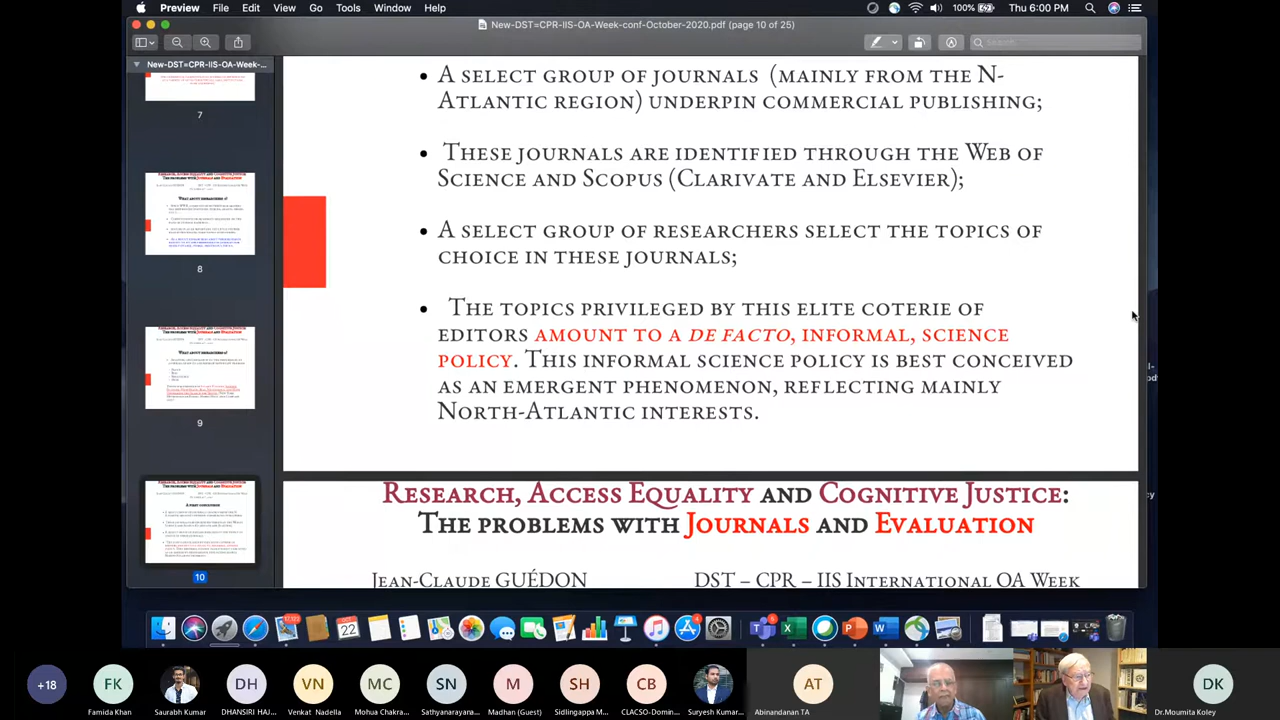 Preview File Edit View Go Tools Window Help
100% Thu 6:00 PM
New-DST=CPR-IIS-OA-Week-conf-October-2020.pdf (page 10 of 25)
Search
New-DST=CPR-IIS-OA-Week-...
7
8
9
10
• A select group of journals (mainly from the N-
Atlantic region) underpin commercial publishing;
• These journals are identified through the Web of
Science and Scopus (Clarivate and Elsevier);
• A select group of researchers select the topics of
choice in these journals;
• The topics privileged by this elite coterie of
editors amount to a de facto, informal, science
policy. This informal science policy can be conceived
as an emergent phenomenon, reflecting a range of
North-Atlantic interests.
Research, Access Equality and Cognitive Justice:
The problems with Journals and Evaluation
Jean-Claude GUÉDON DST – CPR – IIS International OA Week
22
+18 FK DH VN MC SN M SH CB AT DK
Famida Khan Saurabh Kumar DHANSIRI HAJ... Venkat Nadella Mohua Chakra... Sathyanarayana... Madhan (Guest) Sidlingappa M... CLACSO-Domin... Suryesh Kumar... Abinandanan TA Dr.Moumita Koley